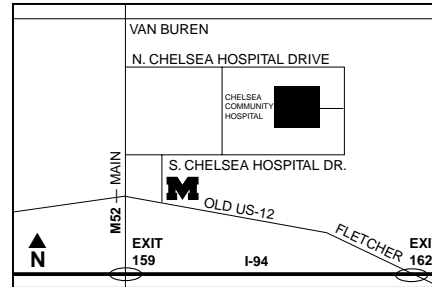 VAN BUREN
N. CHELSEA HOSPITAL DRIVE
CHELSEA
COMMUNITY
HOSPITAL
S. CHELSEA HOSPITAL DR.
M52 — MAIN
M
OLD US-12
FLETCHER
N
EXIT
159
I-94
EXI
162